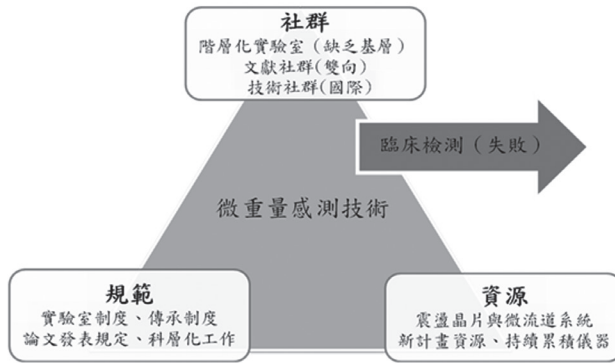 社群
階層化實驗室（缺乏基層）
文獻社群(雙向)
技術社群(國際)
臨床檢測（失敗）
微重量感測技術
規範
實驗室制度、傳承制度
論文發表規定、科層化工作
資源
震盪晶片與微流道系統
新計畫資源、持續累積儀器